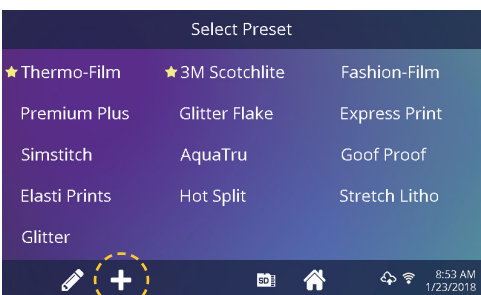 Select Preset
Thermo-Film 3M Scotchlite Fashion-Film
Premium Plus Glitter Flake Express Print
Simstitch AquaTru Goof Proof
Elasti Prints Hot Split Stretch Litho
Glitter
SD 8:53 AM
1/23/2018